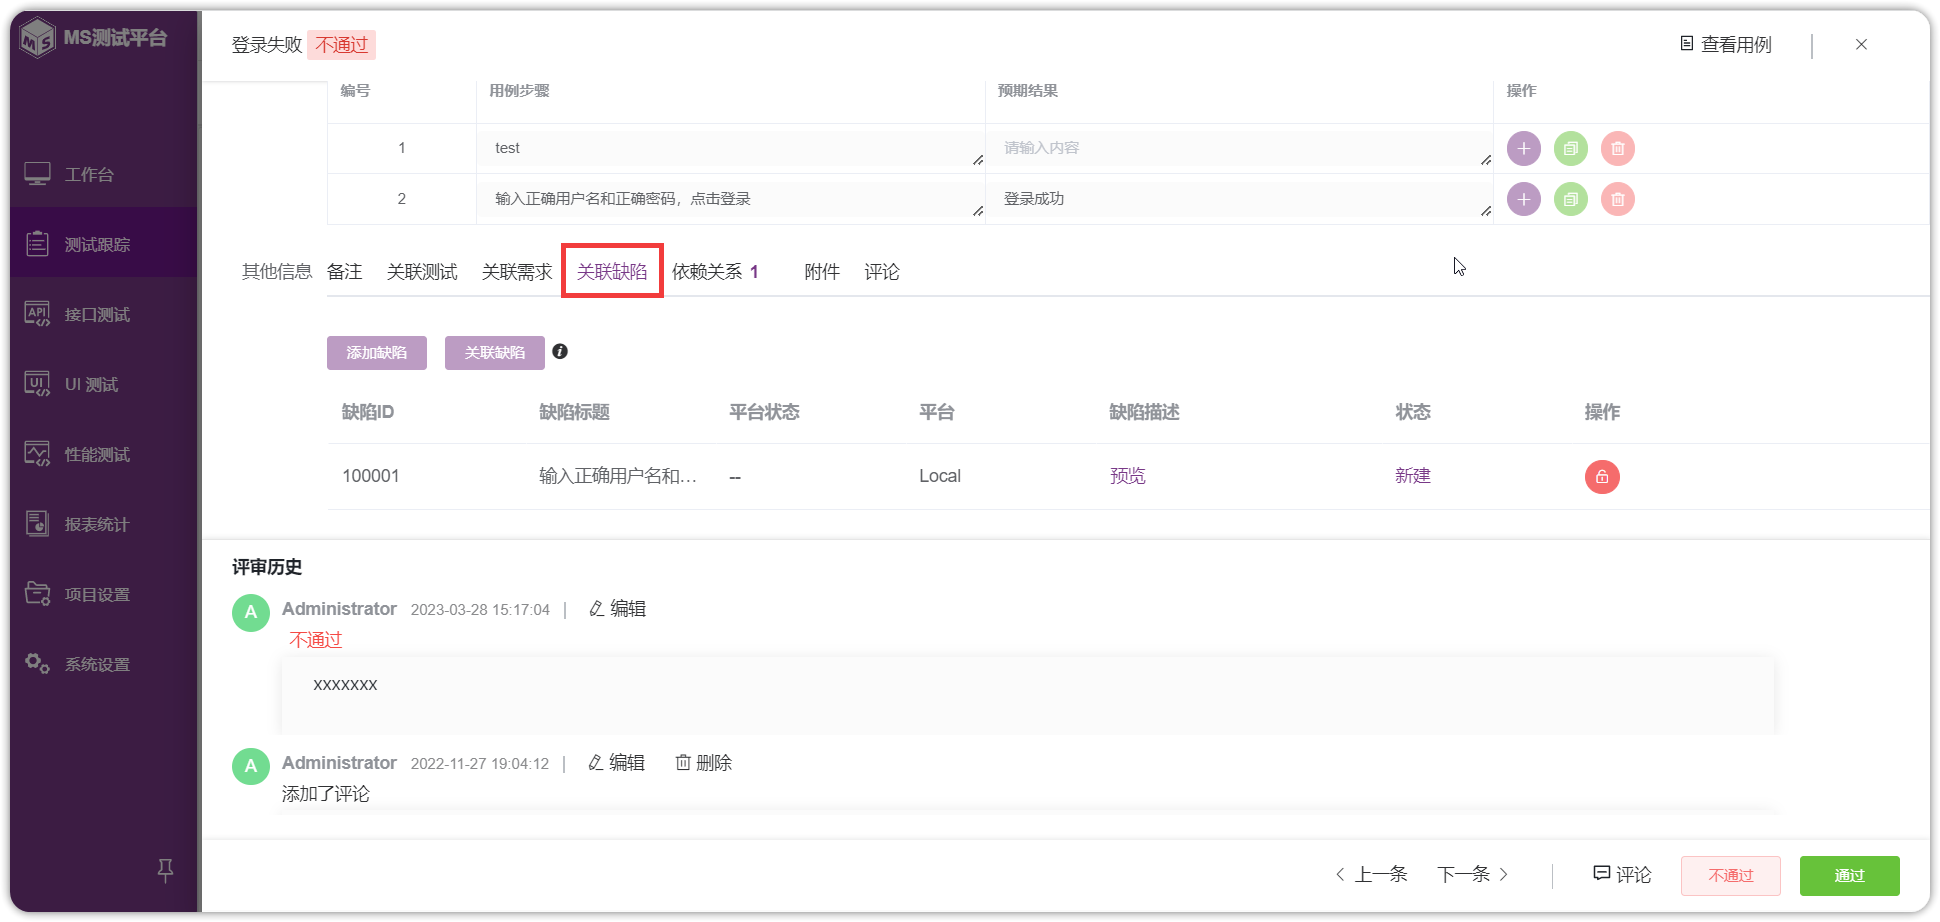 MS测试平台
工作台
测试跟踪
接口测试
UI 测试
性能测试
报表统计
项目设置
系统设置
登录失败 不通过
查看用例
编号 用例步骤 预期结果 操作
1 test 请输入内容
2 输入正确用户名和正确密码，点击登录 登录成功
其他信息 备注 关联测试 关联需求 关联缺陷 依赖关系 1 附件 评论
添加缺陷 关联缺陷
缺陷ID 缺陷标题 平台状态 平台 缺陷描述 状态 操作
100001 输入正确用户名和… -- Local 预览 新建
评审历史
A Administrator 2023-03-28 15:17:04 | 编辑
不通过
xxxxxxx
A Administrator 2022-11-27 19:04:12 | 编辑 删除
添加了评论
上一条 下一条 评论 不通过 通过